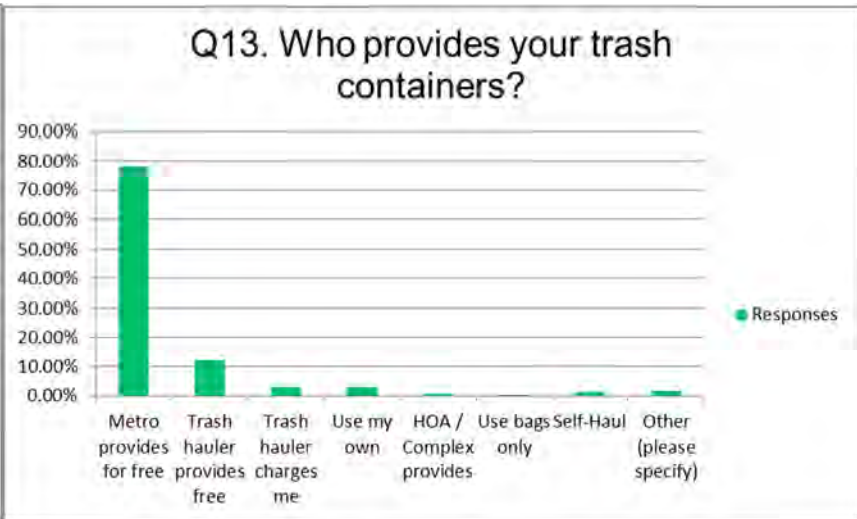 Q13. Who provides your trash
containers?
90.00%
80.00%
70.00%
60.00%
50.00%
40.00%
30.00%
20.00%
10.00%
0.00%
Metro
provides
for free
Trash
hauler
provides
free
Trash
hauler
charges
me
Use my
own
HOA /
Complex
provides
Use bags
only
Self-Haul
Other
(please
specify)
Responses